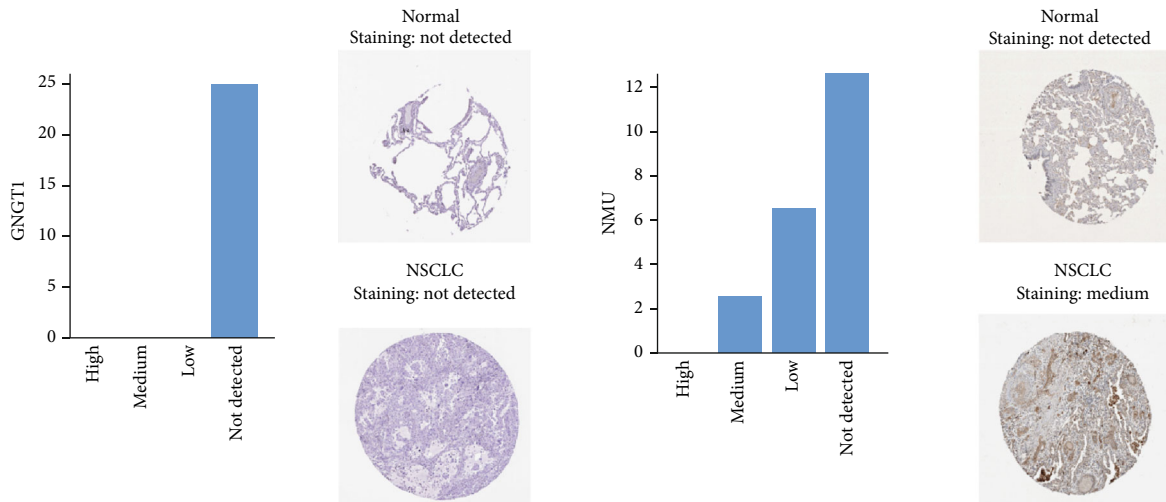 GNGT1
25
20
15
10
5
0
High
Medium
Low
Not detected
Normal
Staining: not detected
NSCLC
Staining: not detected
NMU
12
10
8
6
4
2
0
High
Medium
Low
Not detected
Normal
Staining: not detected
NSCLC
Staining: medium